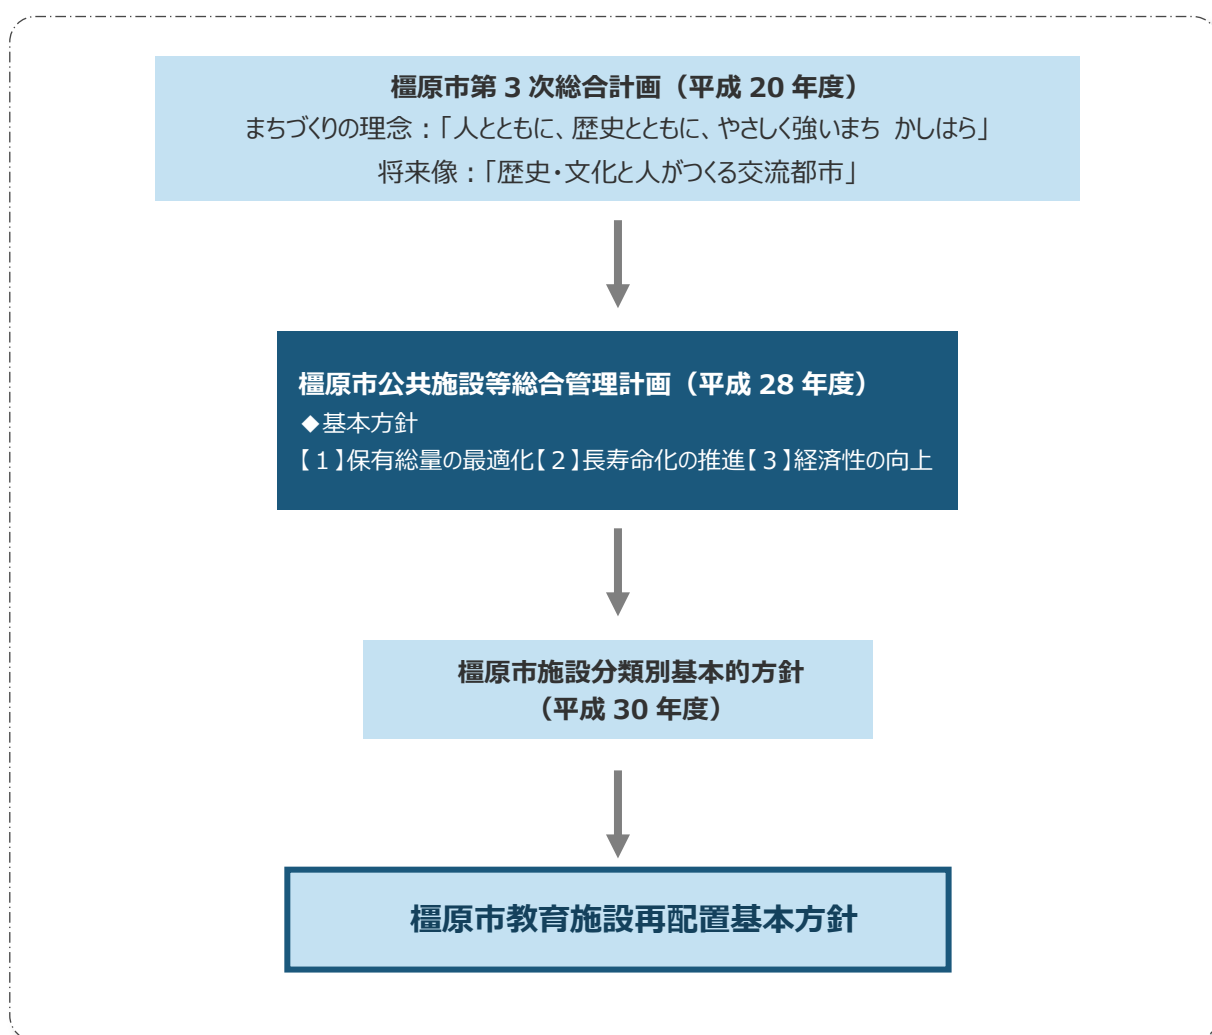 橿原市第 3 次総合計画（平成 20 年度）
まちづくりの理念：「人とともに、歴史とともに、やさしく強いまち かしはら」
将来像：「歴史・文化と人がつくる交流都市」
橿原市公共施設等総合管理計画（平成 28 年度）
◆基本方針
【1】保有総量の最適化【2】長寿命化の推進【3】経済性の向上
橿原市施設分類別基本的方針
（平成 30 年度）
橿原市教育施設再配置基本方針